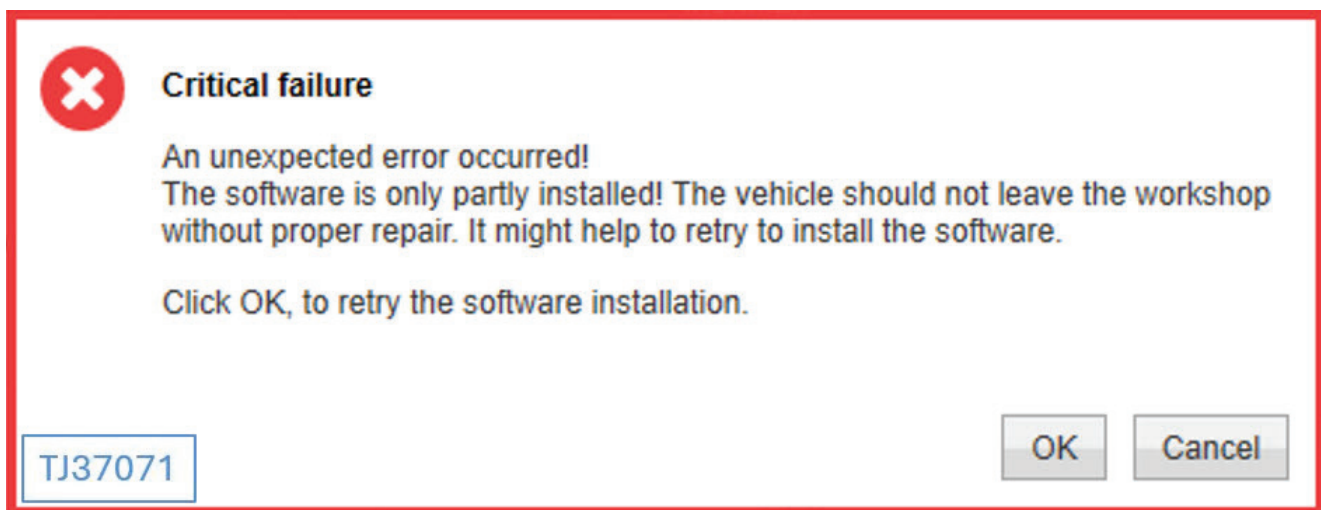 Critical failure
An unexpected error occurred!
The software is only partly installed! The vehicle should not leave the workshop
without proper repair. It might help to retry to install the software.
Click OK, to retry the software installation.
OK
Cancel
TJ37071